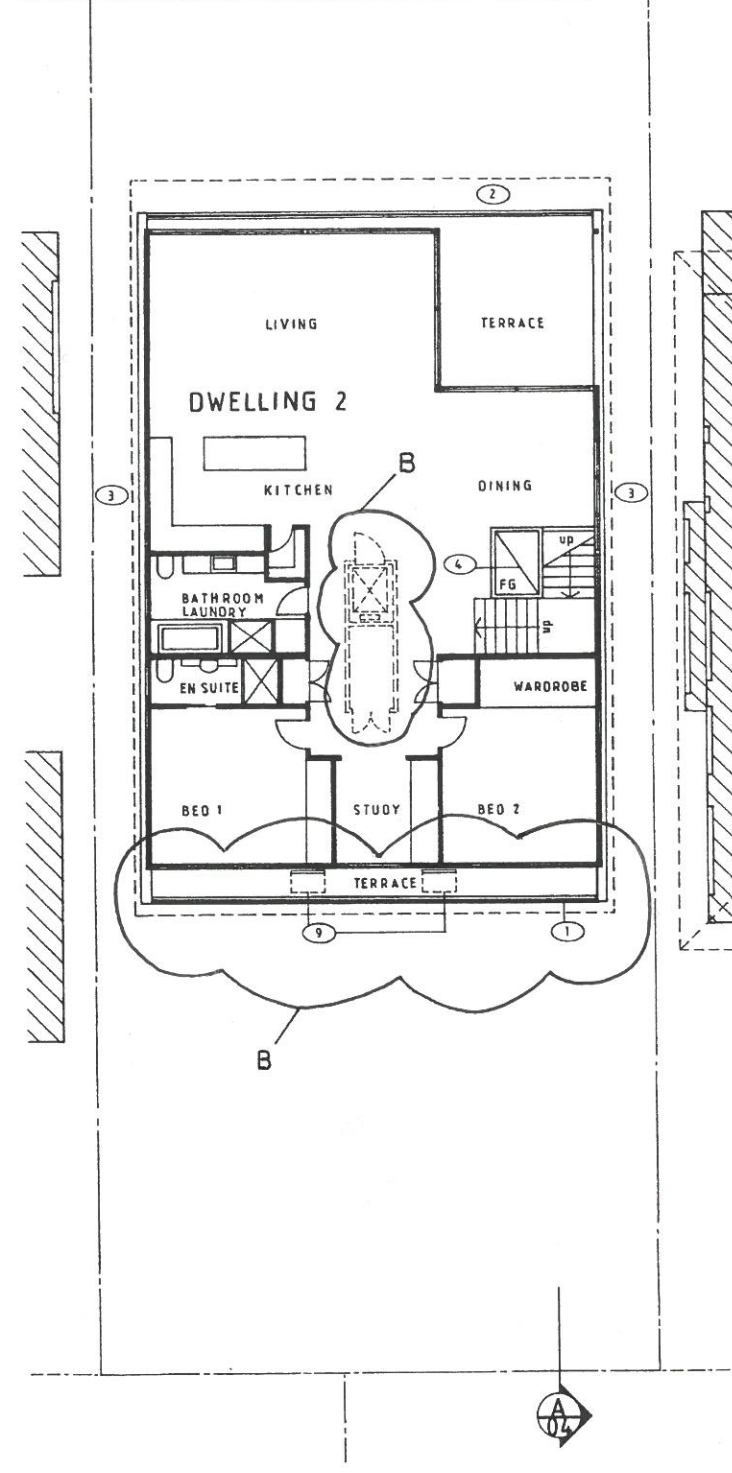 2
LIVING
TERRACE
DWELLING 2
B
3
KITCHEN
DINING
3
up
4
FG
BATHROOM
LAUNDRY
up
EN SUITE
WARDROBE
BED 1
STUDY
BED 2
TERRACE
9
1
B
A
04